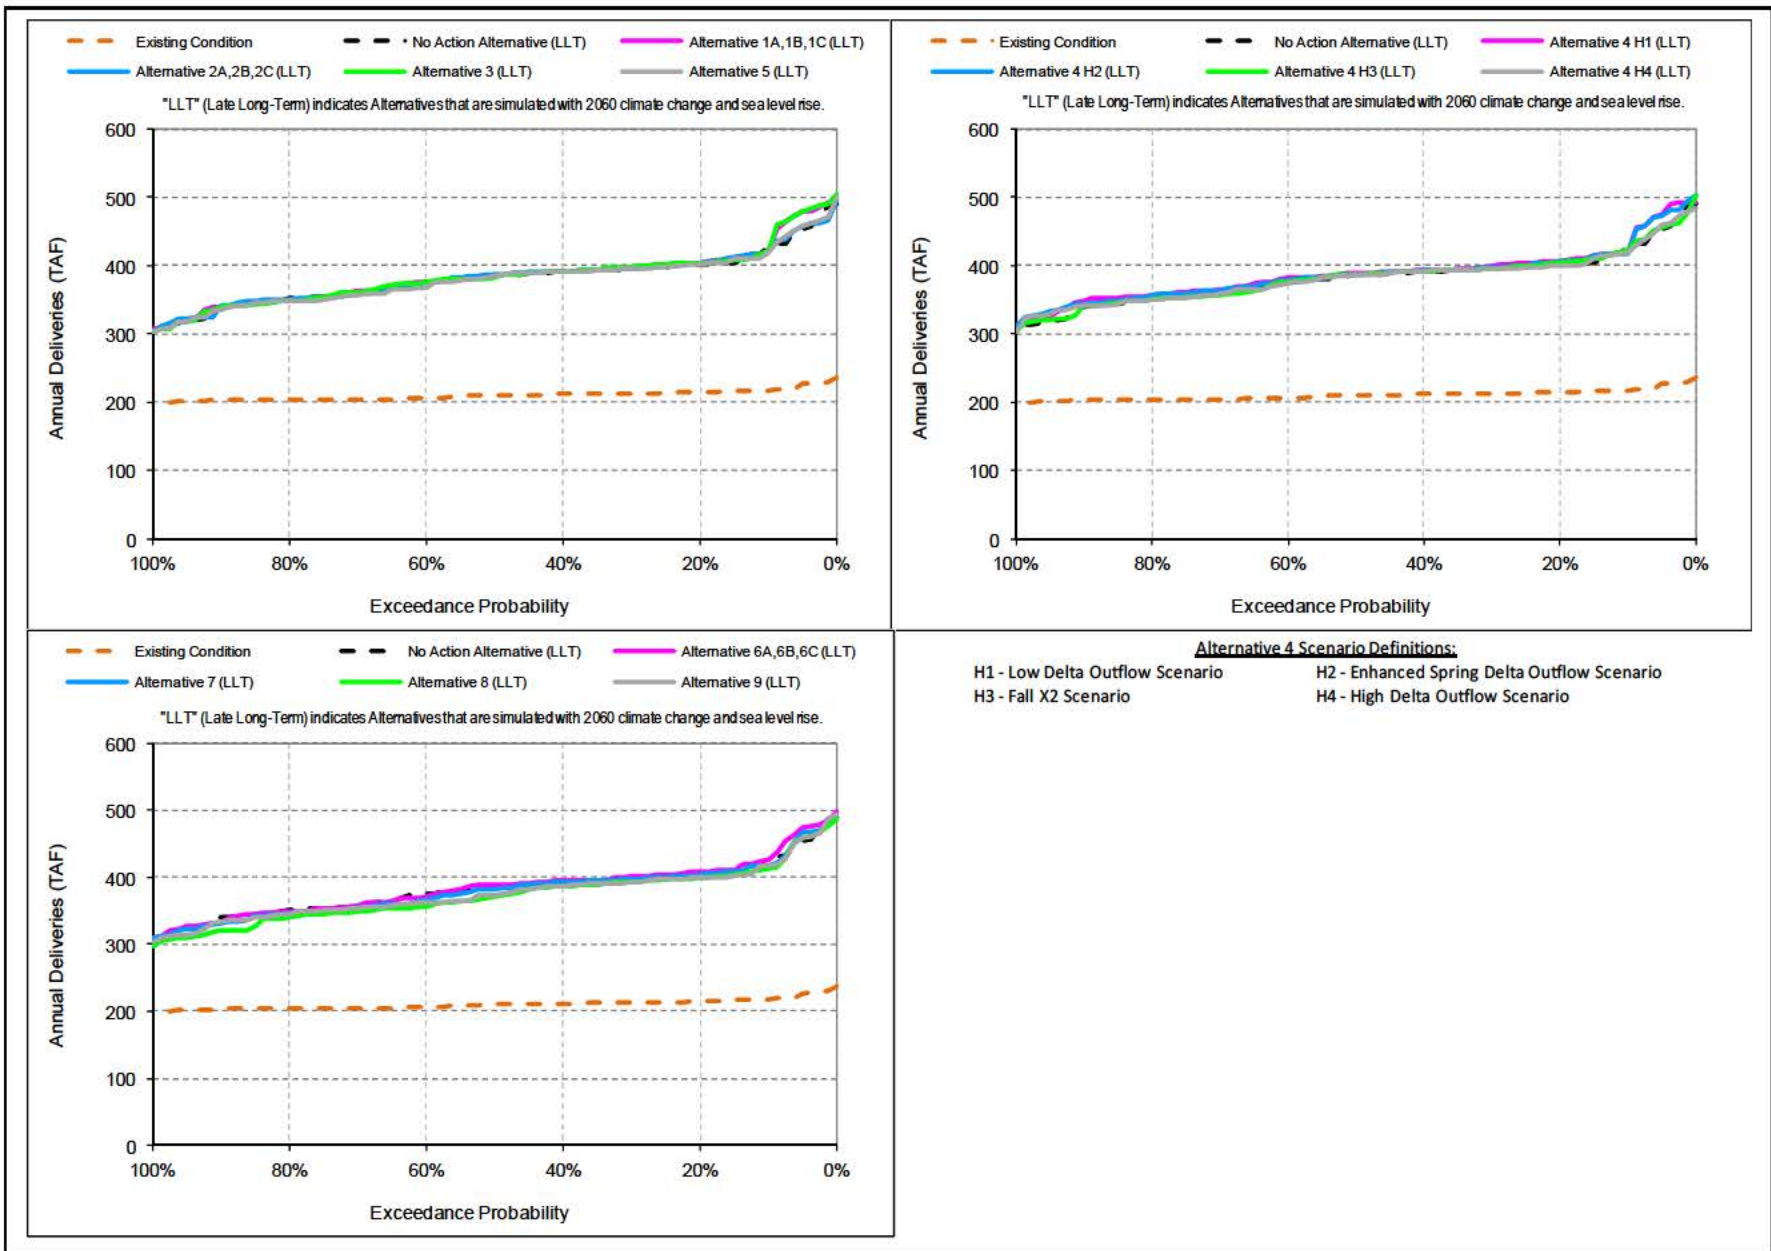 Existing Condition
No Action Alternative (LLT)
Alternative 1A,1B,1C (LLT)
Alternative 2A,2B,2C (LLT)
Alternative 3 (LLT)
Alternative 5 (LLT)
"LLT" (Late Long-Term) indicates Alternatives that are simulated with 2060 climate change and sea level rise.
600
500
400
300
200
100
0
Annual Deliveries (TAF)
100%
80%
60%
40%
20%
0%
Exceedance Probability
Existing Condition
No Action Alternative (LLT)
Alternative 4 H1 (LLT)
Alternative 4 H2 (LLT)
Alternative 4 H3 (LLT)
Alternative 4 H4 (LLT)
"LLT" (Late Long-Term) indicates Alternatives that are simulated with 2060 climate change and sea level rise.
600
500
400
300
200
100
0
Annual Deliveries (TAF)
100%
80%
60%
40%
20%
0%
Exceedance Probability
Existing Condition
No Action Alternative (LLT)
Alternative 6A,6B,6C (LLT)
Alternative 7 (LLT)
Alternative 8 (LLT)
Alternative 9 (LLT)
"LLT" (Late Long-Term) indicates Alternatives that are simulated with 2060 climate change and sea level rise.
600
500
400
300
200
100
0
Annual Deliveries (TAF)
100%
80%
60%
40%
20%
0%
Exceedance Probability
Alternative 4 Scenario Definitions:
H1 - Low Delta Outflow Scenario
H2 - Enhanced Spring Delta Outflow Scenario
H3 - Fall X2 Scenario
H4 - High Delta Outflow Scenario